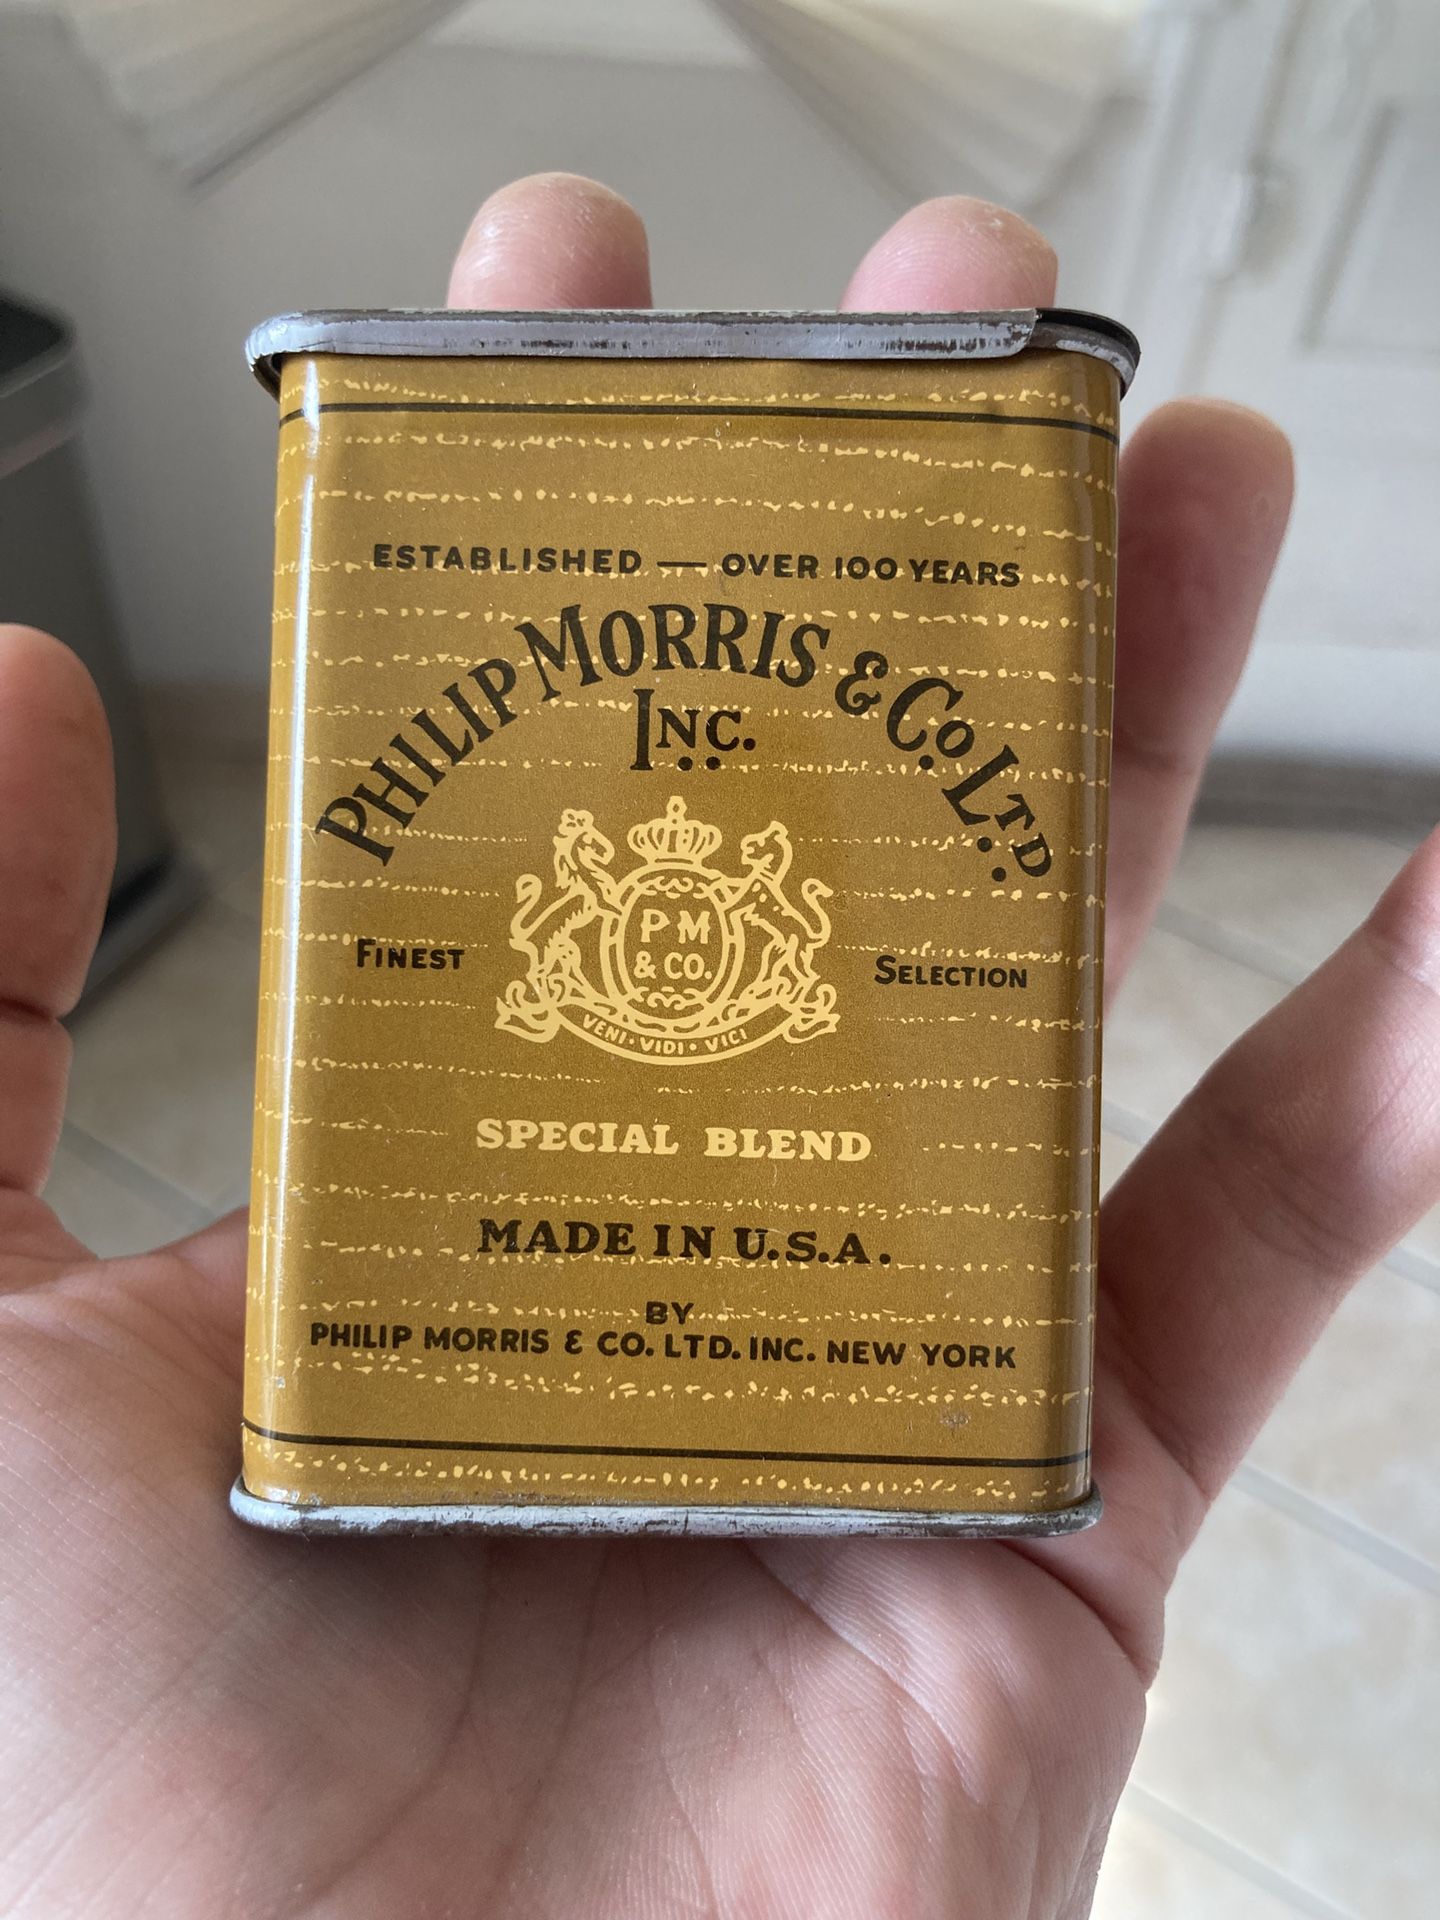 ESTABLISHED — OVER 100 YEARS
PHILIP MORRIS & CO. LTD.
INC.
P M
& CO.
FINEST
SELECTION
VENI · VIDI · VICI
SPECIAL BLEND
MADE IN U.S.A.
BY
PHILIP MORRIS & CO. LTD. INC. NEW YORK